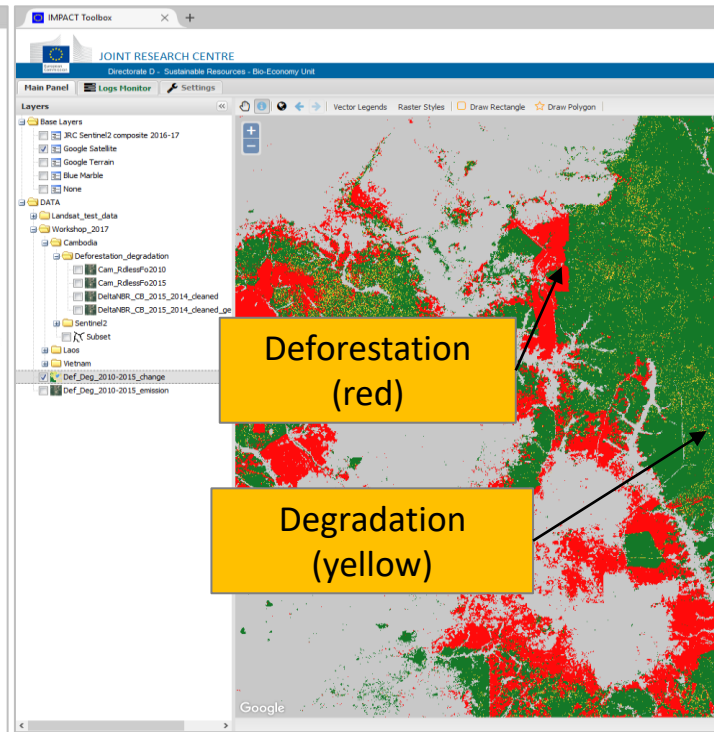 IMPACT Toolbox × +
European Commission
JOINT RESEARCH CENTRE
Directorate D - Sustainable Resources - Bio-Economy Unit
Main Panel Logs Monitor Settings
Layers «
Vector Legends Raster Styles Draw Rectangle Draw Polygon
Base Layers
JRC Sentinel2 composite 2016-17
Google Satellite
Google Terrain
Blue Marble
None
DATA
Landsat_test_data
Workshop_2017
Cambodia
Deforestation_degradation
Cam_RdlessFo2010
Cam_RdlessFo2015
DeltaNBR_CB_2015_2014_cleaned
DeltaNBR_CB_2015_2014_cleaned_ge
Sentinel2
Subset
Laos
Vietnam
Def_Deg_2010-2015_change
Def_Deg_2010-2015_emission
+
−
Deforestation
(red)
Degradation
(yellow)
Google